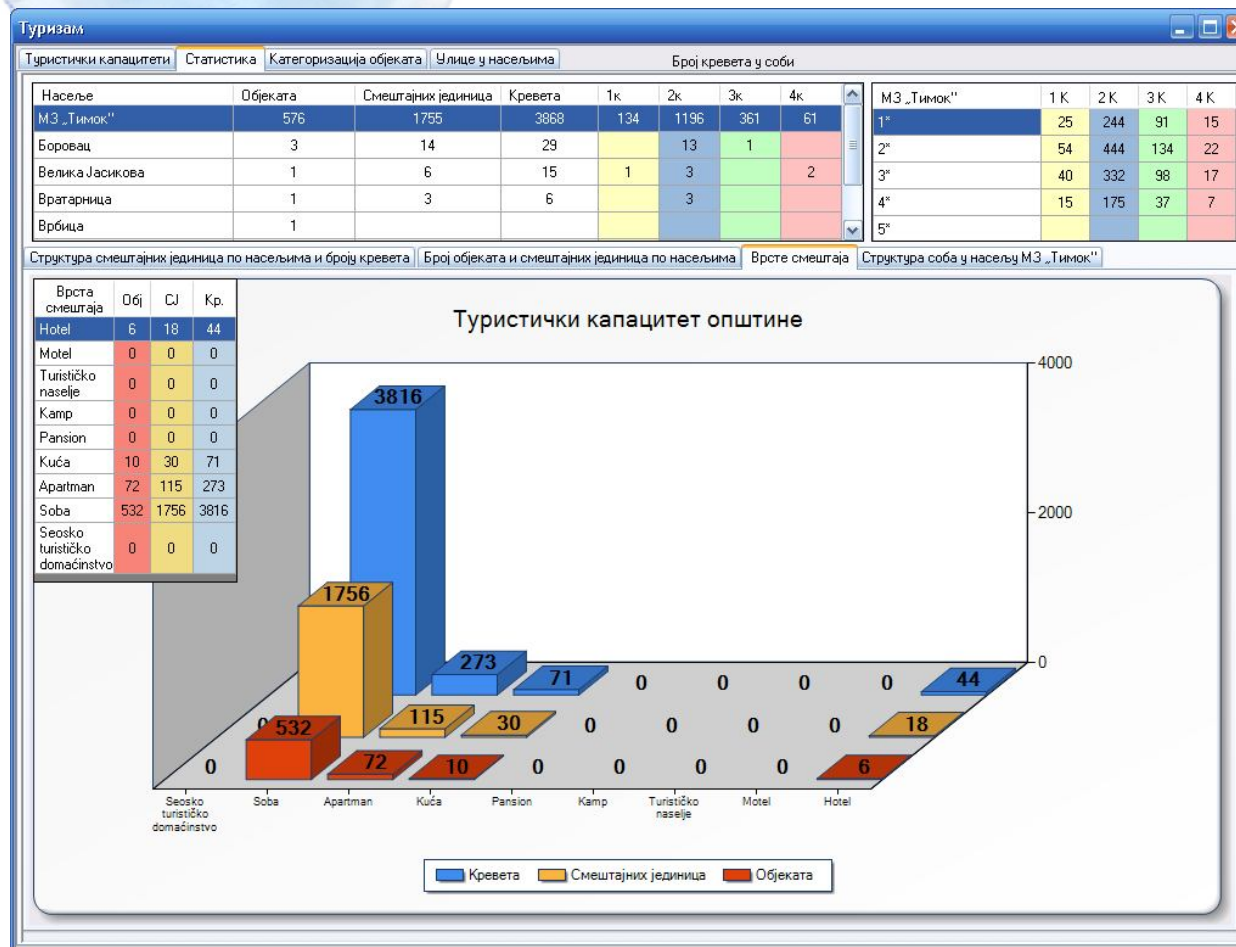 Туризам
Туристички капацитети Статистика Категоризација објеката Улице у насељима Број кревета у соби
Насеље Објеката Смештајних јединица Кревета 1к 2к 3к 4к
МЗ „Тимок" 576 1755 3868 134 1196 361 61
Боровац 3 14 29 13 1
Велика Јасикова 1 6 15 1 3 2
Вратарница 1 3 6 3
Врбица 1
МЗ „Тимок" 1 К 2 К 3 К 4 К
1* 25 244 91 15
2* 54 444 134 22
3* 40 332 98 17
4* 15 175 37 7
5*
Структура смештајних јединица по насељима и броју кревета Број објеката и смештајних јединица по насељима Врсте смештаја Структура соба у насељу МЗ „Тимок"
Врста
смештаја Обј СЈ Кр.
Hotel 6 18 44
Motel 0 0 0
Turističko
naselje 0 0 0
Kamp 0 0 0
Pansion 0 0 0
Kuća 10 30 71
Apartman 72 115 273
Soba 532 1756 3816
Seosko
turističko
domaćinstvo 0 0 0
Туристички капацитет општине
4000
2000
0
3816
273 71 0 0 0 0 44
1756
0 115 30 0 0 0 0 18
0 532 72 10 0 0 0 0 6
Seosko
turističko
domaćinstvo
Soba
Apartman
Kuća
Pansion
Kamp
Turističko
naselje
Motel
Hotel
Кревета Смештајних јединица Објеката